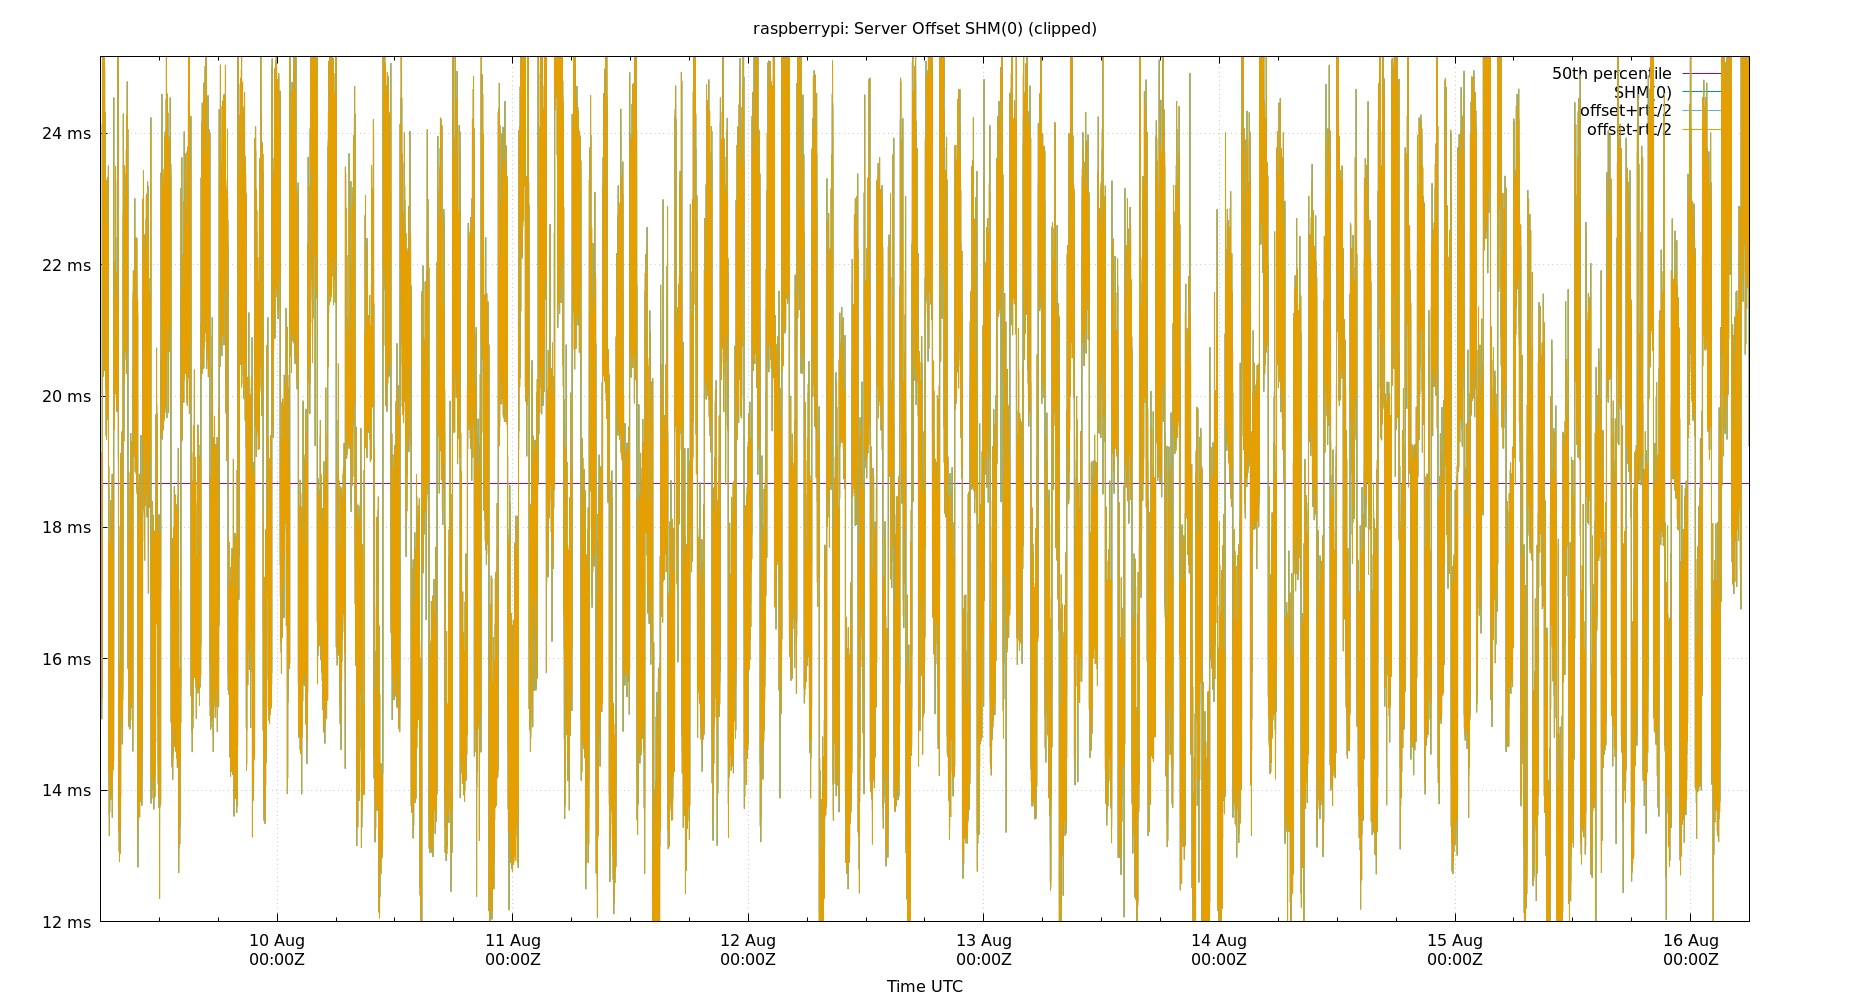 raspberrypi: Server Offset SHM(0) (clipped)
50th percentile
SHM(0)
offset+rtt/2
offset-rtt/2
24 ms
22 ms
20 ms
18 ms
16 ms
14 ms
12 ms
10 Aug
00:00Z
11 Aug
00:00Z
12 Aug
00:00Z
13 Aug
00:00Z
14 Aug
00:00Z
15 Aug
00:00Z
16 Aug
00:00Z
Time UTC